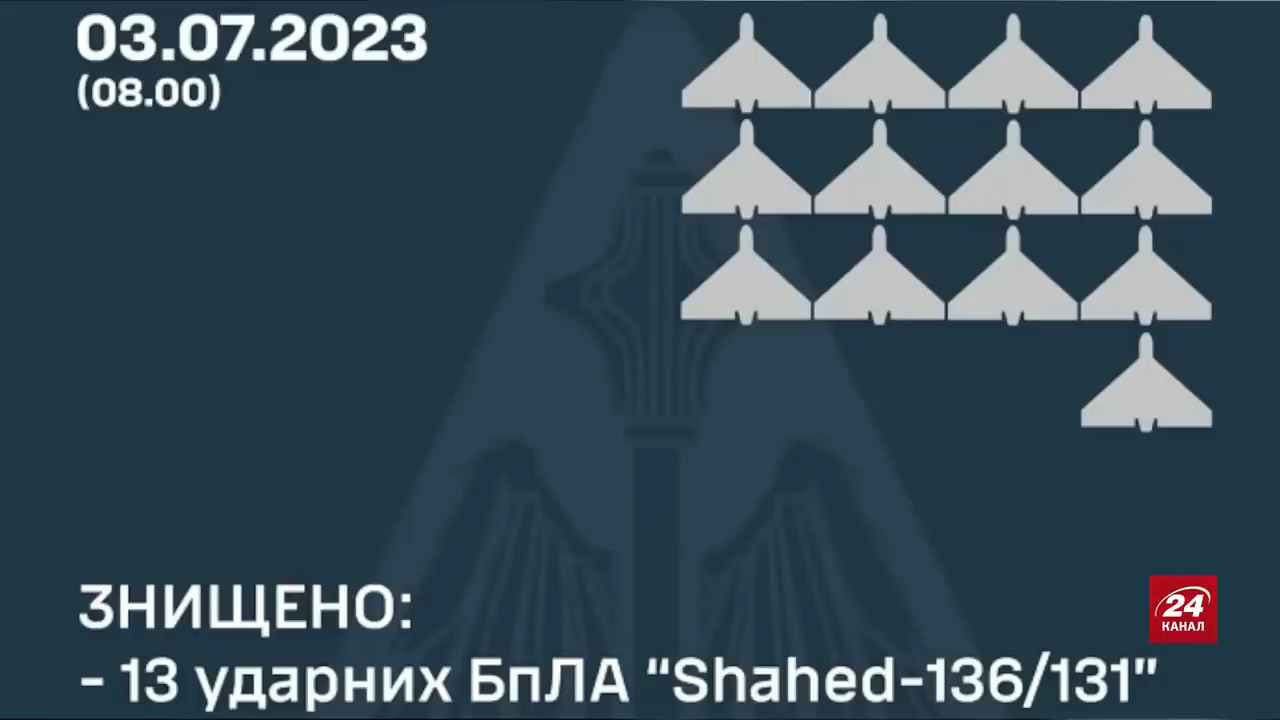 03.07.2023
(08.00)
ЗНИЩЕНО:
- 13 ударних БпЛА “Shahed-136/131”
24
КАНАЛ